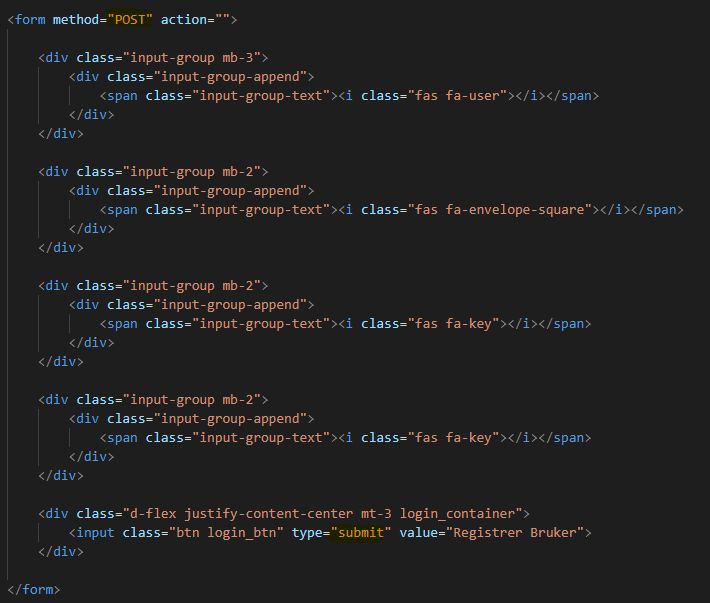 <form method="POST" action="">
<div class="input-group mb-3">
<div class="input-group-append">
<span class="input-group-text"><i class="fas fa-user"></i></span>
</div>
</div>
<div class="input-group mb-2">
<div class="input-group-append">
<span class="input-group-text"><i class="fas fa-envelope-square"></i></span>
</div>
</div>
<div class="input-group mb-2">
<div class="input-group-append">
<span class="input-group-text"><i class="fas fa-key"></i></span>
</div>
</div>
<div class="input-group mb-2">
<div class="input-group-append">
<span class="input-group-text"><i class="fas fa-key"></i></span>
</div>
</div>
<div class="d-flex justify-content-center mt-3 login_container">
<input class="btn login_btn" type="submit" value="Registrer Bruker">
</div>
</form>